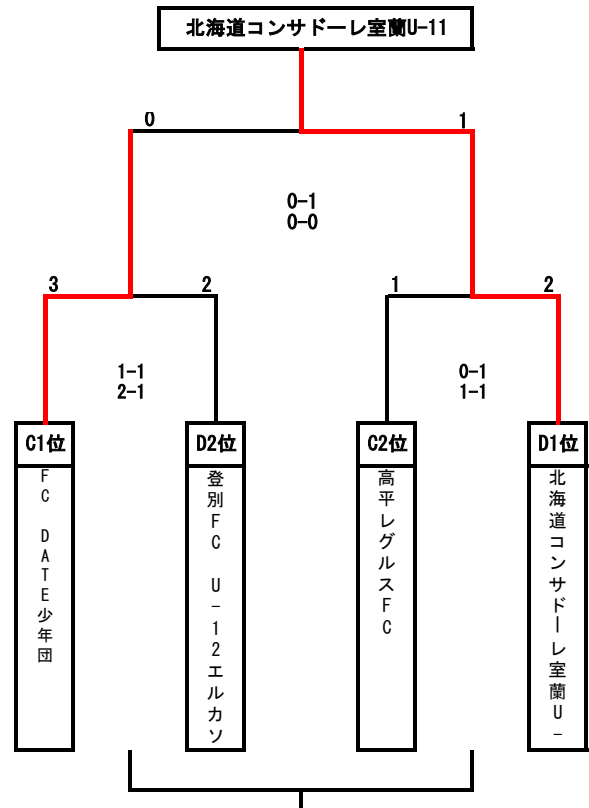 北海道コンサドーレ室蘭U-11
0 1
0-1
0-0
3 2 1 2
1-1 0-1
2-1 1-1
C1位 D2位 C2位 D1位
FC DATE少年団
登別FC U-12エルカソ
高平レグルスFC
北海道コンサドーレ室蘭U-